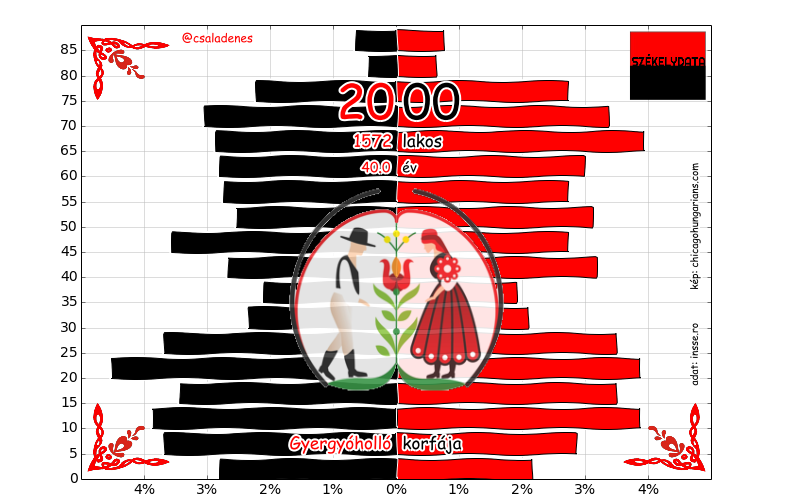 @csaladenes
SZÉKELYDATA
2000
1572 lakos
40.0 év
kép: chicagohungarians.com
adat: insse.ro
Gyergyóholló korfája
85
80
75
70
65
60
55
50
45
40
35
30
25
20
15
10
5
0
4% 3% 2% 1% 0% 1% 2% 3% 4%